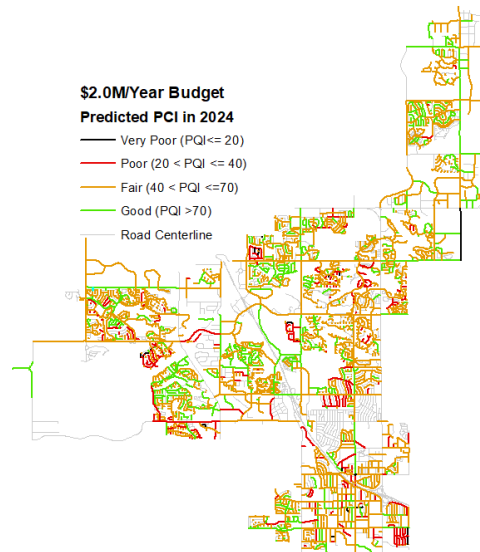 $2.0M/Year Budget
Predicted PCI in 2024
Very Poor (PQI<= 20)
Poor (20 < PQI <= 40)
Fair (40 < PQI <=70)
Good (PQI >70)
Road Centerline